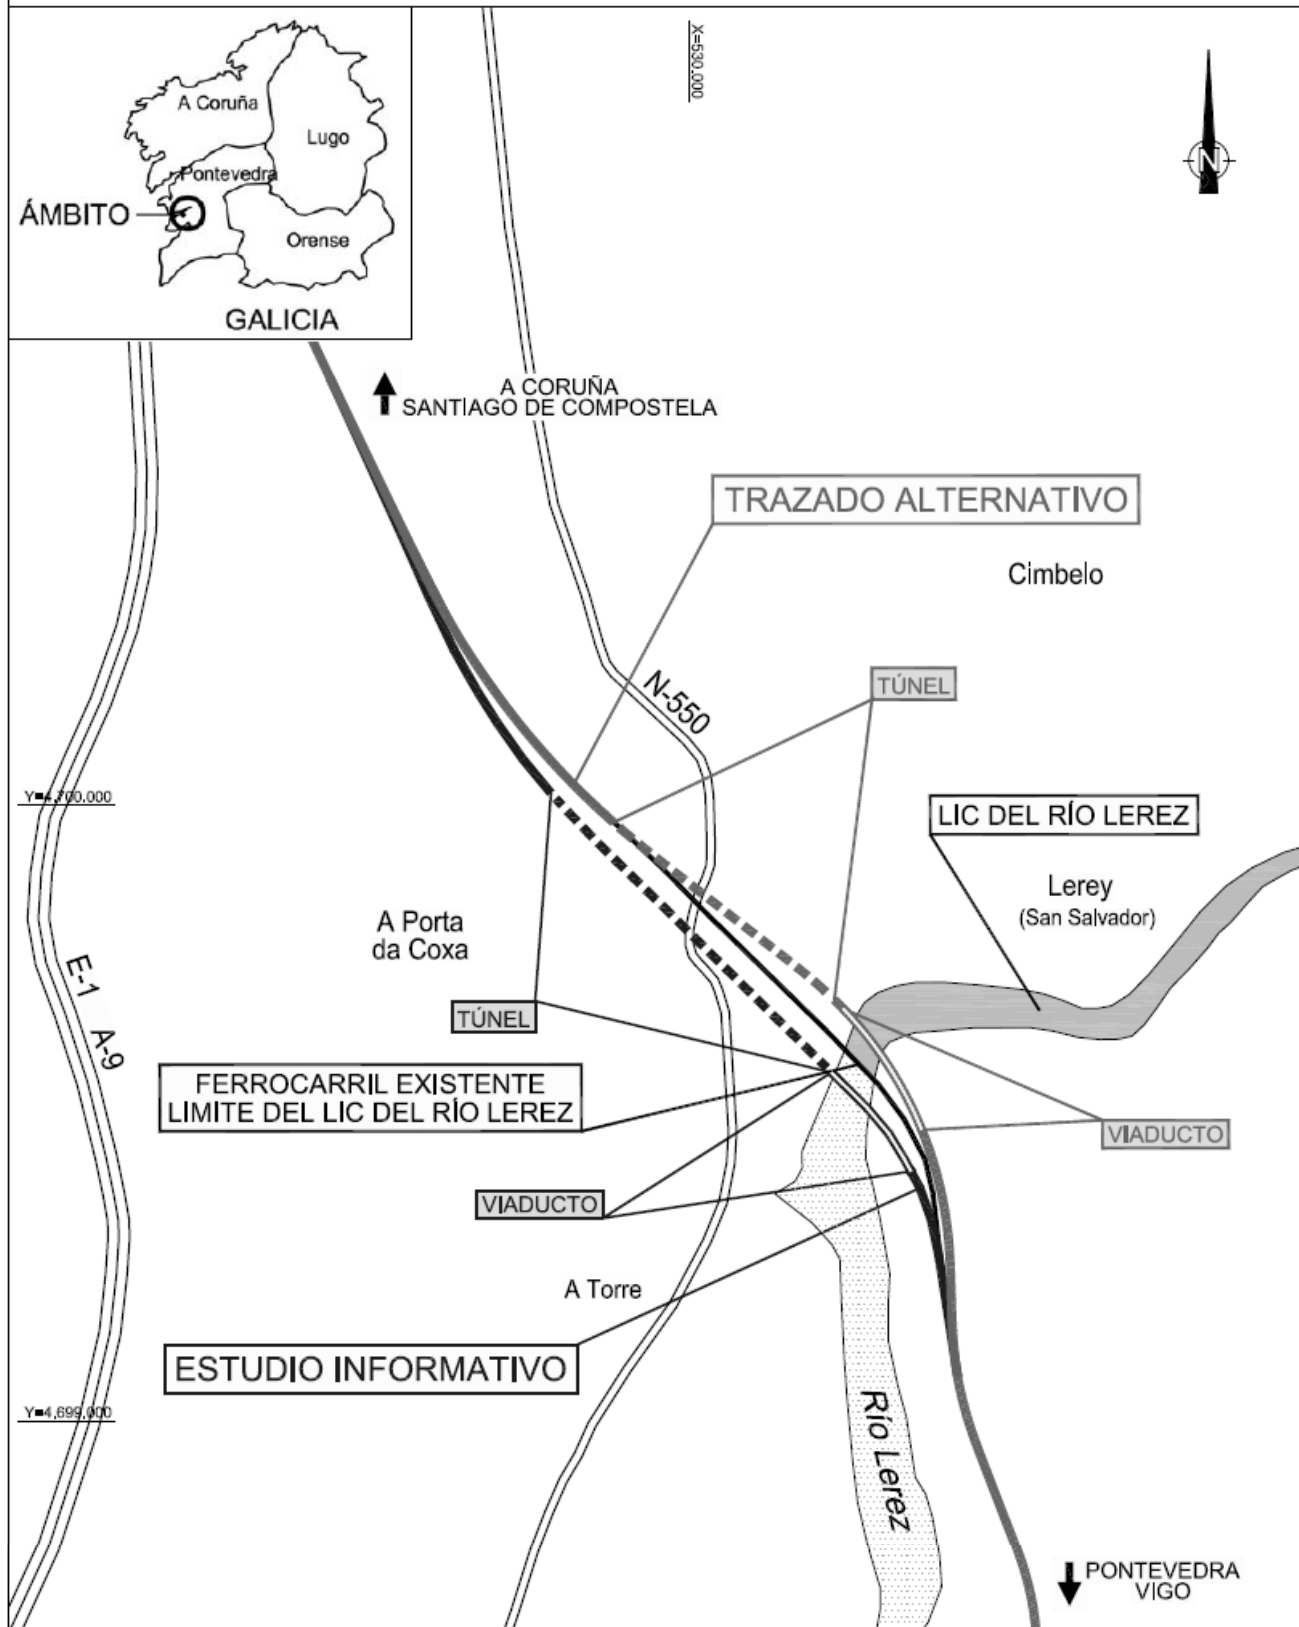 A Coruña
Lugo
Pontevedra
ÁMBITO
Orense
GALICIA
X=530.000
N
A CORUÑA
SANTIAGO DE COMPOSTELA
TRAZADO ALTERNATIVO
Cimbelo
TÚNEL
N-550
Y=4,700.000
LIC DEL RÍO LEREZ
Lerey
(San Salvador)
A Porta
da Coxa
E-1 A-9
TÚNEL
FERROCARRIL EXISTENTE
LIMITE DEL LIC DEL RÍO LEREZ
VIADUCTO
VIADUCTO
A Torre
ESTUDIO INFORMATIVO
Y=4,699,000
Río Lerez
PONTEVEDRA
VIGO